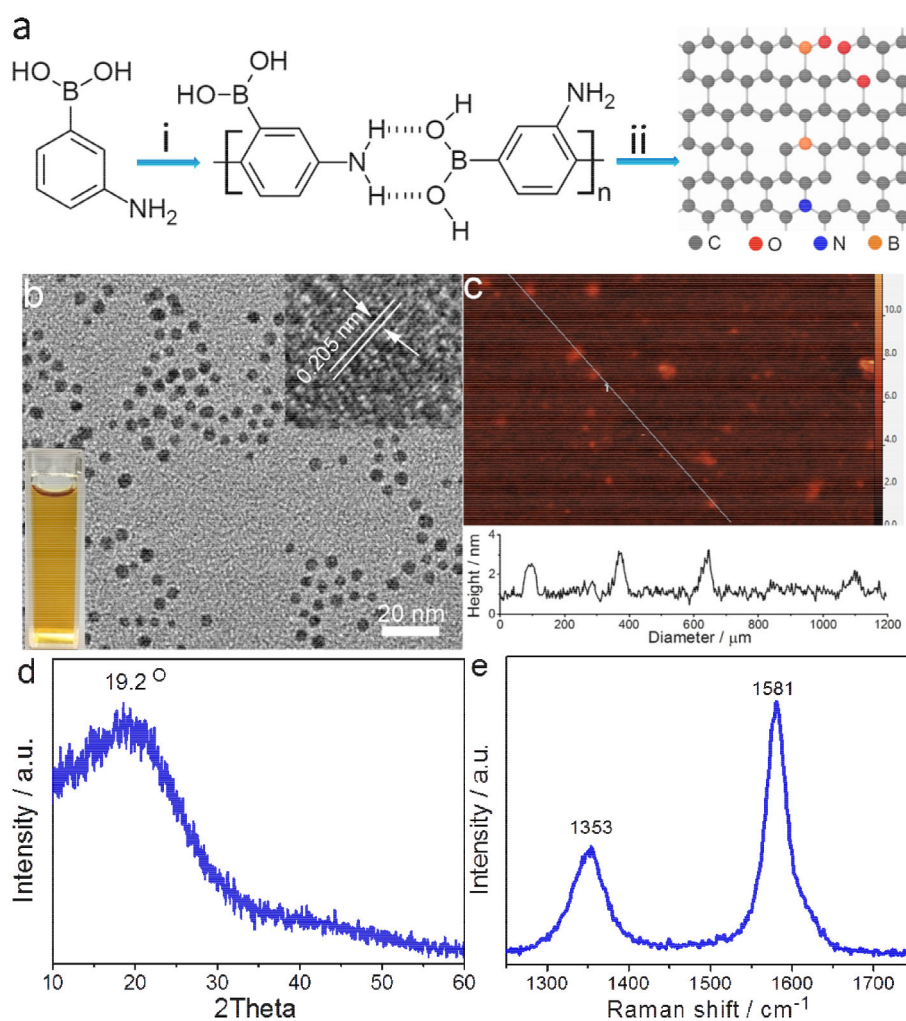 a
HO OH
B
NH2
i
HO OH
B
[
H H
N O
H B
O
H
NH2
]n
ii
C O N B
b
0.205 nm
20 nm
c
1
10.0
8.0
6.0
4.0
2.0
0.0
Height / nm
4
2
0
0 200 400 600 800 1000 1200
Diameter / μm
d
19.2 °
Intensity / a.u.
10 20 30 40 50 60
2Theta
e
1581
1353
Intensity / a.u.
1300 1400 1500 1600 1700
Raman shift / cm-1